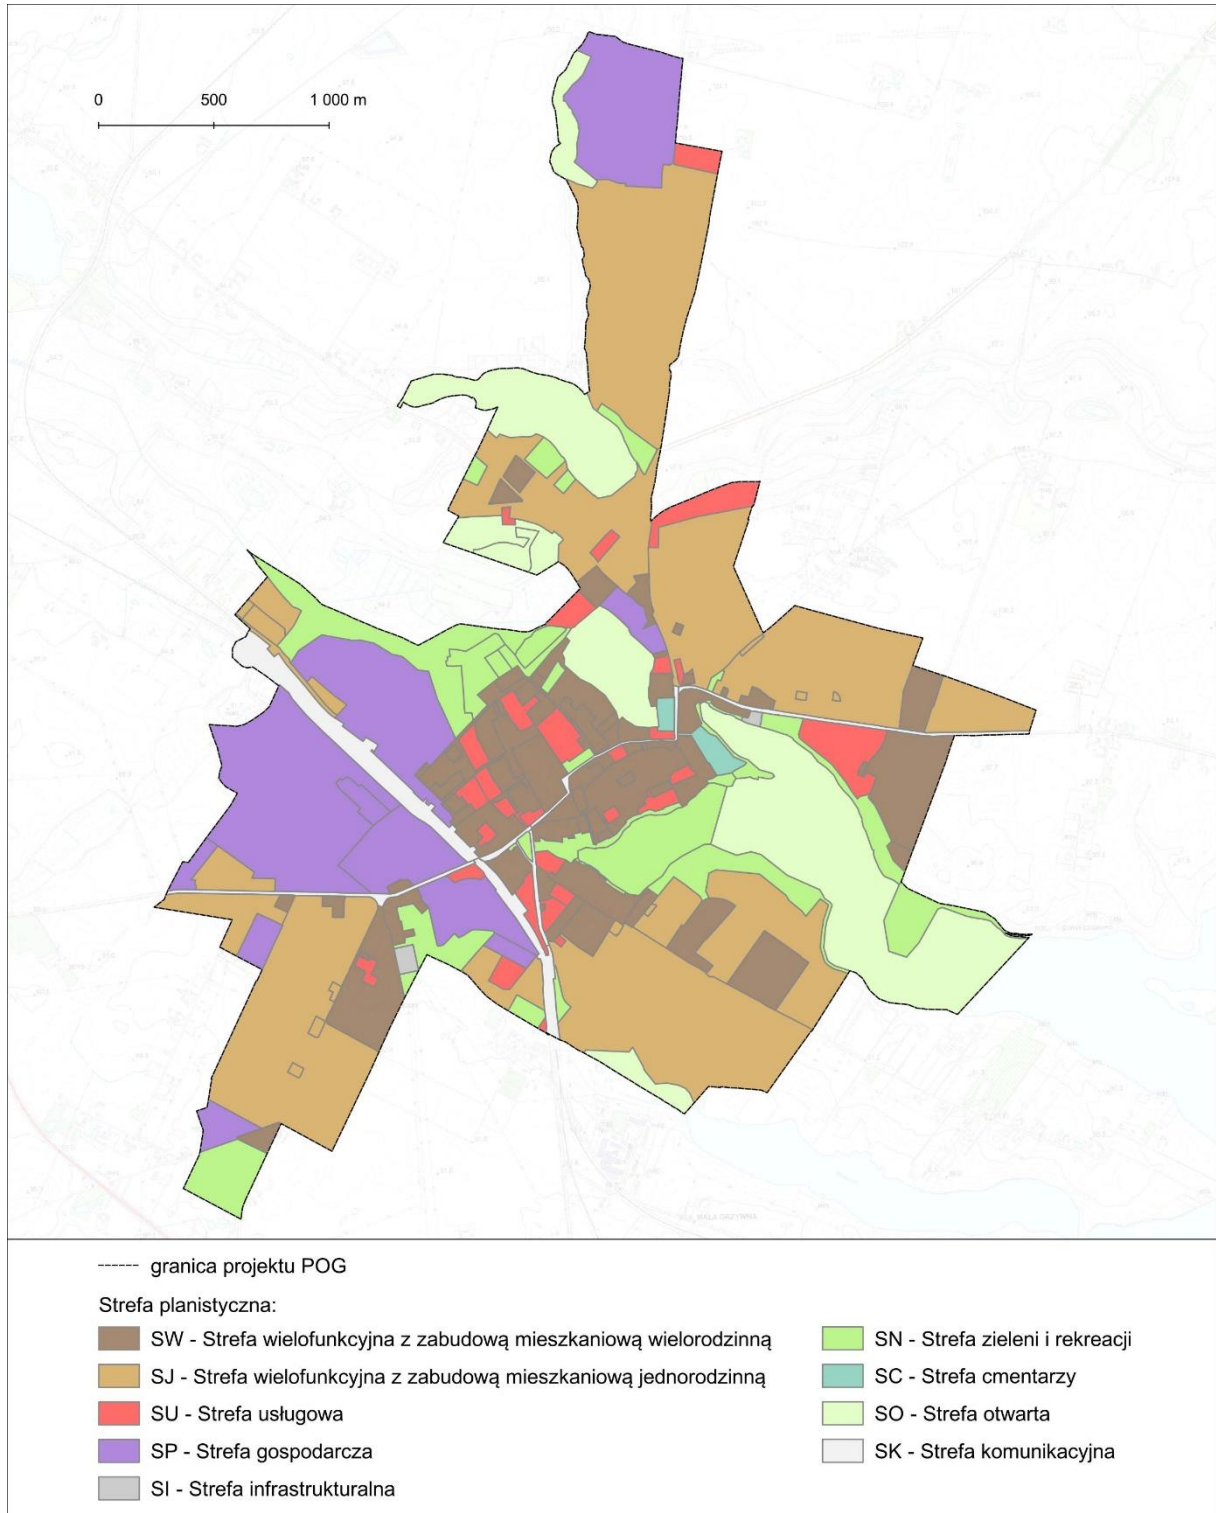 0 500 1 000 m
granica projektu POG
Strefa planistyczna:
SW - Strefa wielofunkcyjna z zabudową mieszkaniową wielorodzinną
SJ - Strefa wielofunkcyjna z zabudową mieszkaniową jednorodzinną
SU - Strefa usługowa
SP - Strefa gospodarcza
SI - Strefa infrastrukturalna
SN - Strefa zieleni i rekreacji
SC - Strefa cmentarzy
SO - Strefa otwarta
SK - Strefa komunikacyjna